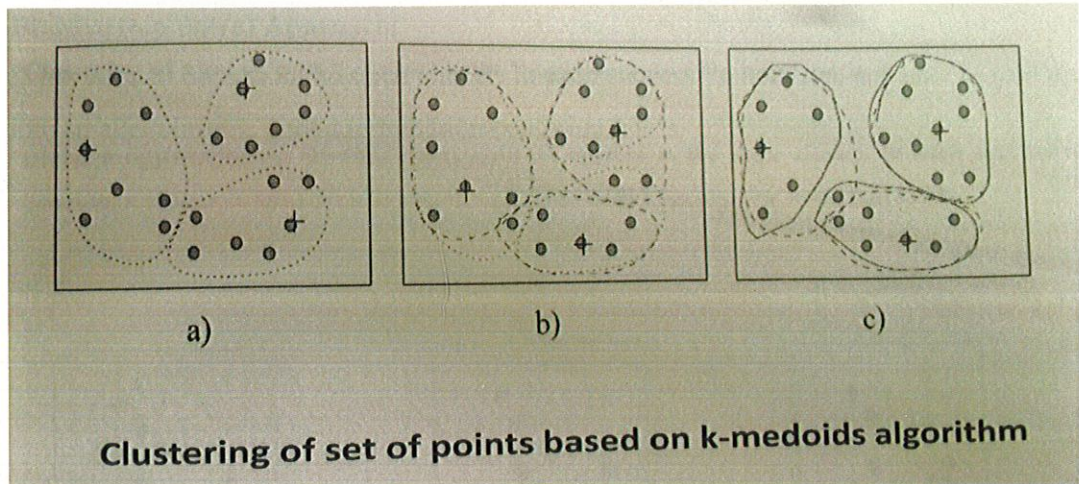 a)
b)
c)
Clustering of set of points based on k-medoids algorithm